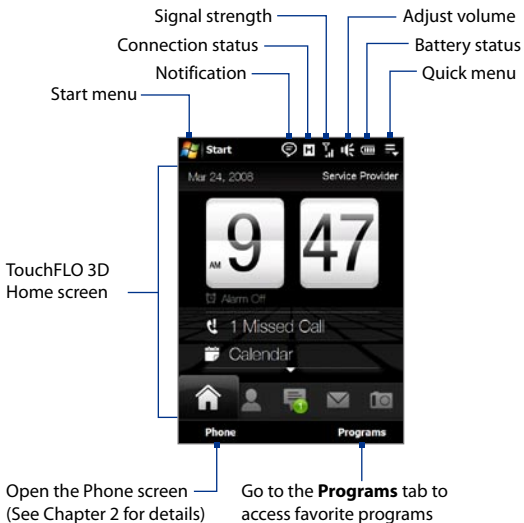 Signal strength
Adjust volume
Connection status
Battery status
Notification
Quick menu
Start menu
Start
Mar 24, 2008
Service Provider
AM
9
47
Alarm Off
1 Missed Call
Calendar
1
Phone
Programs
TouchFLO 3D
Home screen
Open the Phone screen
(See Chapter 2 for details)
Go to the Programs tab to
access favorite programs